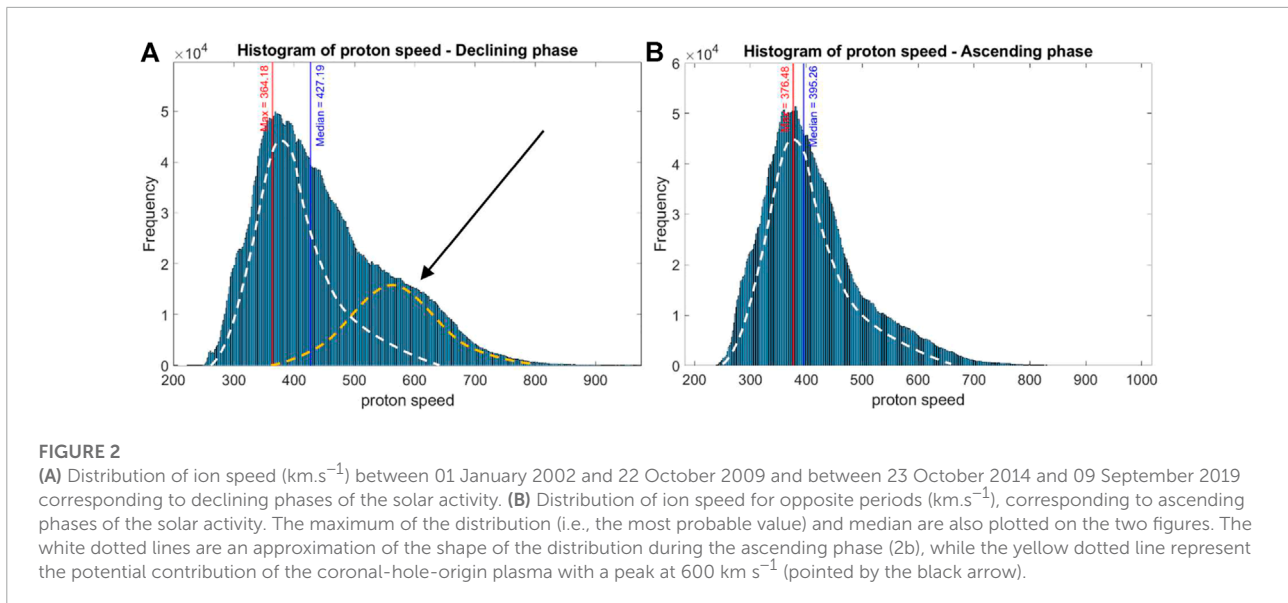 A
×10⁴
Histogram of proton speed - Declining phase
Max = 364.18
Median = 427.19
Frequency
5
4
3
2
1
0
200 300 400 500 600 700 800 900
proton speed
B
6 ×10⁴
Histogram of proton speed - Ascending phase
= 376.48
Median = 395.26
Frequency
5
4
3
2
1
0
200 300 400 500 600 700 800 900 1000
proton speed
FIGURE 2
(A) Distribution of ion speed (km.s⁻¹) between 01 January 2002 and 22 October 2009 and between 23 October 2014 and 09 September 2019
corresponding to declining phases of the solar activity. (B) Distribution of ion speed for opposite periods (km.s⁻¹), corresponding to ascending
phases of the solar activity. The maximum of the distribution (i.e., the most probable value) and median are also plotted on the two figures. The
white dotted lines are an approximation of the shape of the distribution during the ascending phase (2b), while the yellow dotted line represent
the potential contribution of the coronal-hole-origin plasma with a peak at 600 km s⁻¹ (pointed by the black arrow).